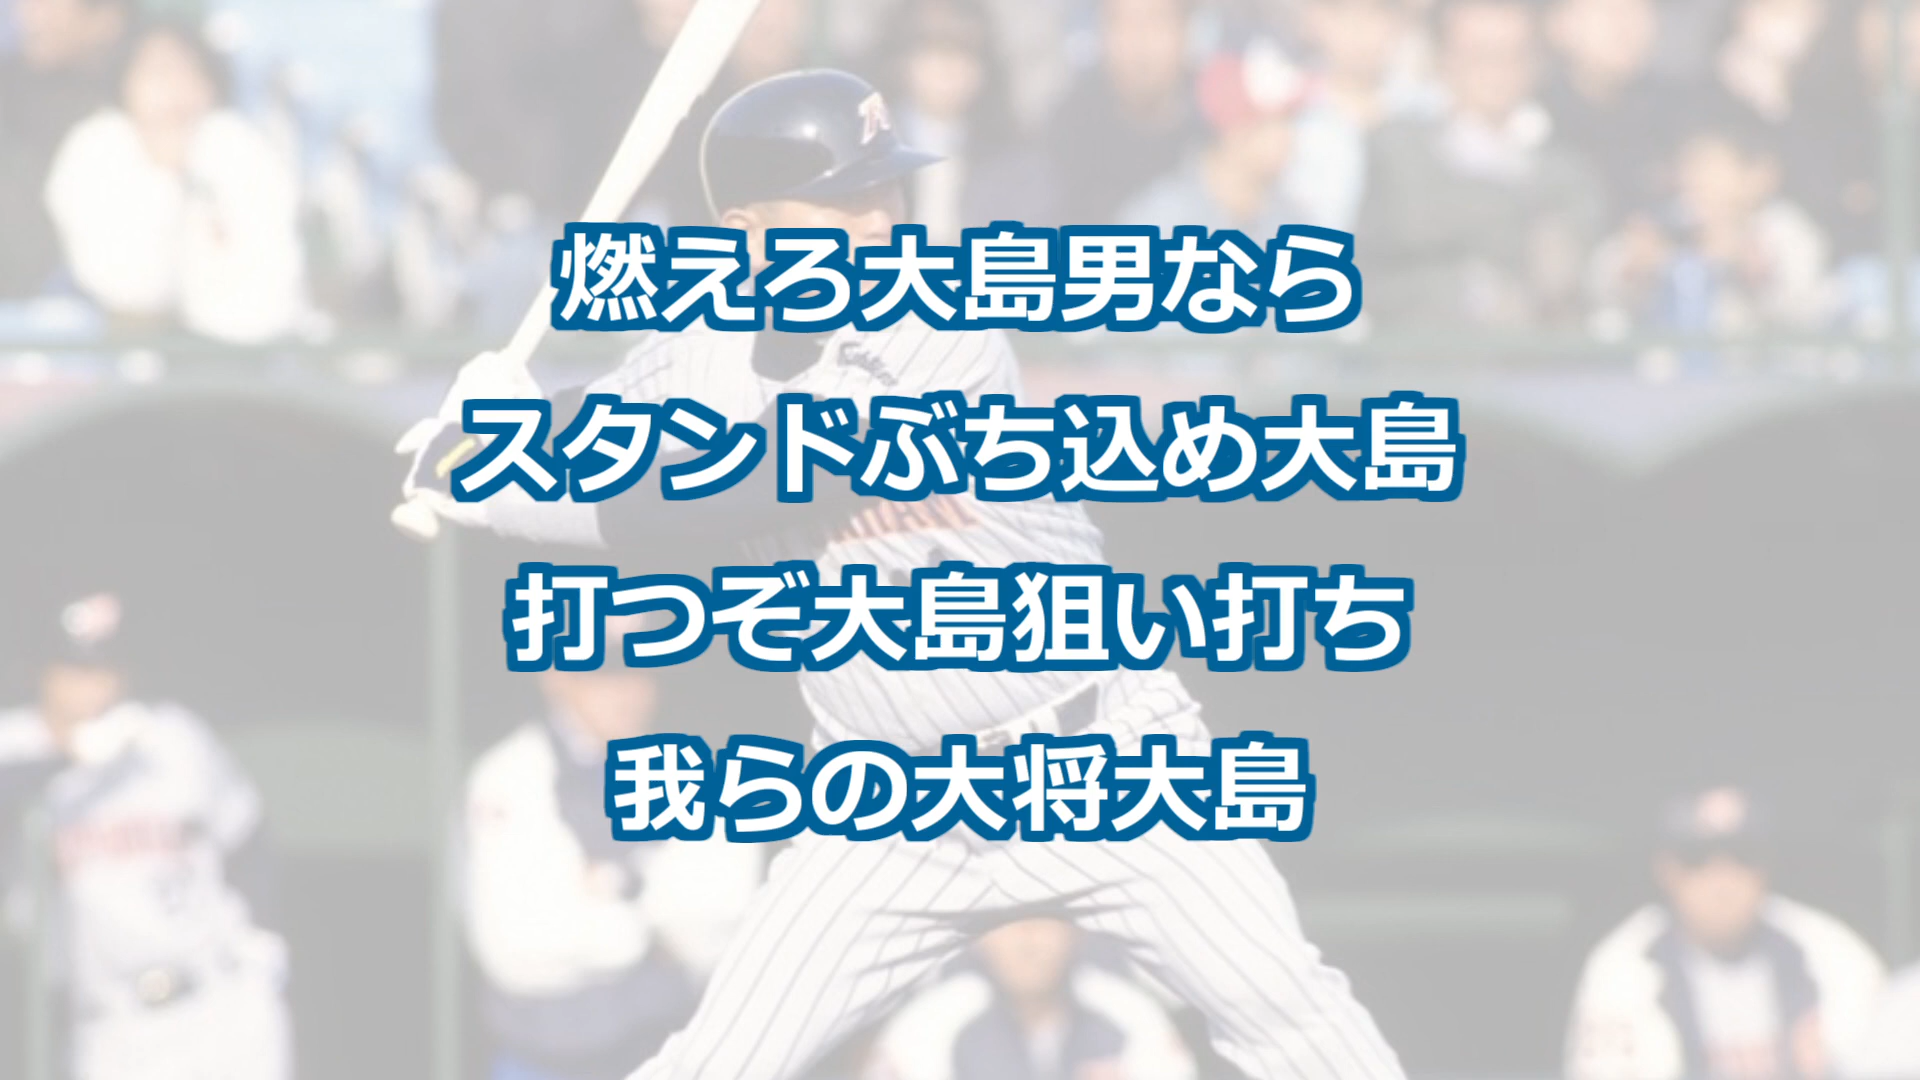 燃えろ大島男なら
スタンドぶち込め大島
打つぞ大島狙い打ち
我らの大将大島